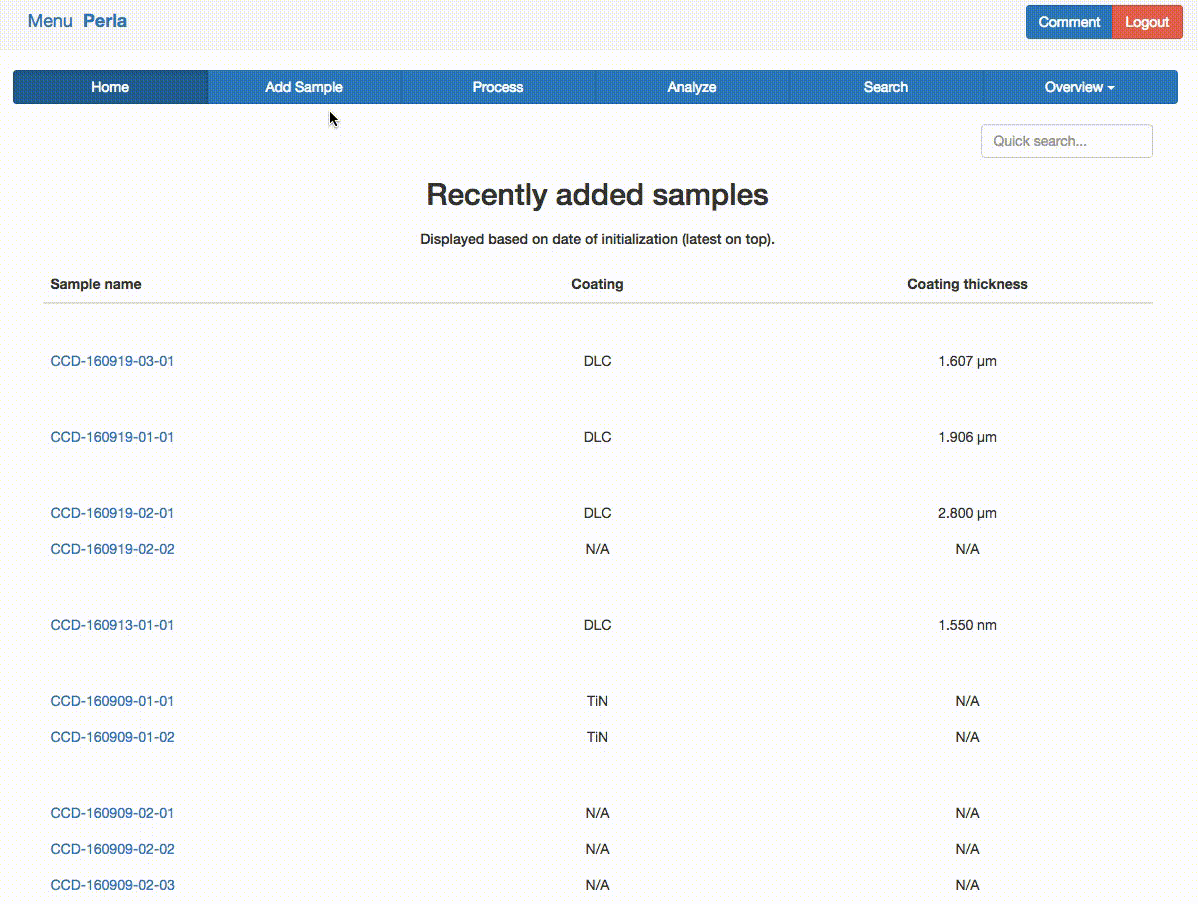 Menu Perla Comment Logout
Home Add Sample Process Analyze Search Overview
Quick search...
Recently added samples
Displayed based on date of initialization (latest on top).
Sample name Coating Coating thickness
CCD-160919-03-01 DLC 1.607 µm
CCD-160919-01-01 DLC 1.906 µm
CCD-160919-02-01 DLC 2.800 µm
CCD-160919-02-02 N/A N/A
CCD-160913-01-01 DLC 1.550 nm
CCD-160909-01-01 TiN N/A
CCD-160909-01-02 TiN N/A
CCD-160909-02-01 N/A N/A
CCD-160909-02-02 N/A N/A
CCD-160909-02-03 N/A N/A